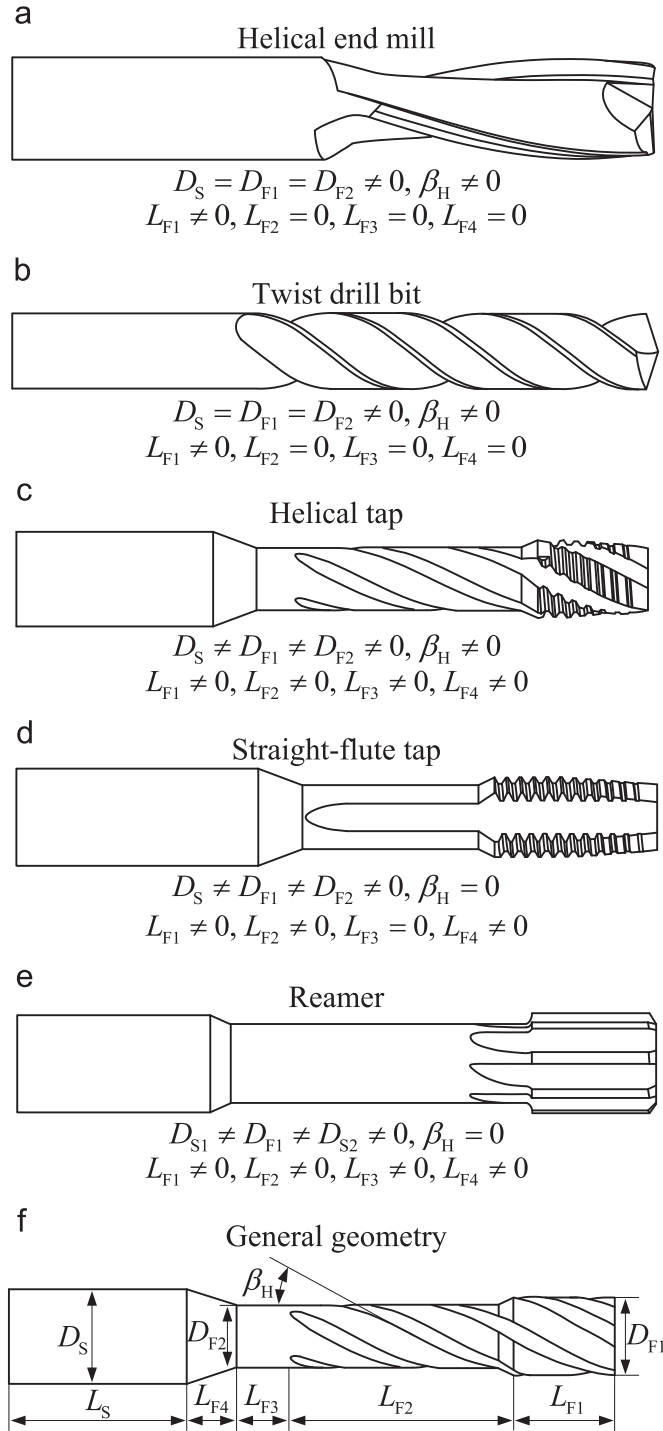 a
Helical end mill
D_S = D_F1 = D_F2 ≠ 0, β_H ≠ 0
L_F1 ≠ 0, L_F2 = 0, L_F3 = 0, L_F4 = 0
b
Twist drill bit
D_S = D_F1 = D_F2 ≠ 0, β_H ≠ 0
L_F1 ≠ 0, L_F2 = 0, L_F3 = 0, L_F4 = 0
c
Helical tap
D_S ≠ D_F1 ≠ D_F2 ≠ 0, β_H ≠ 0
L_F1 ≠ 0, L_F2 ≠ 0, L_F3 ≠ 0, L_F4 ≠ 0
d
Straight-flute tap
D_S ≠ D_F1 ≠ D_F2 ≠ 0, β_H = 0
L_F1 ≠ 0, L_F2 ≠ 0, L_F3 = 0, L_F4 ≠ 0
e
Reamer
D_S1 ≠ D_F1 ≠ D_S2 ≠ 0, β_H = 0
L_F1 ≠ 0, L_F2 ≠ 0, L_F3 ≠ 0, L_F4 ≠ 0
f
General geometry
β_H
D_S D_F2 D_F1
L_S L_F4 L_F3 L_F2 L_F1